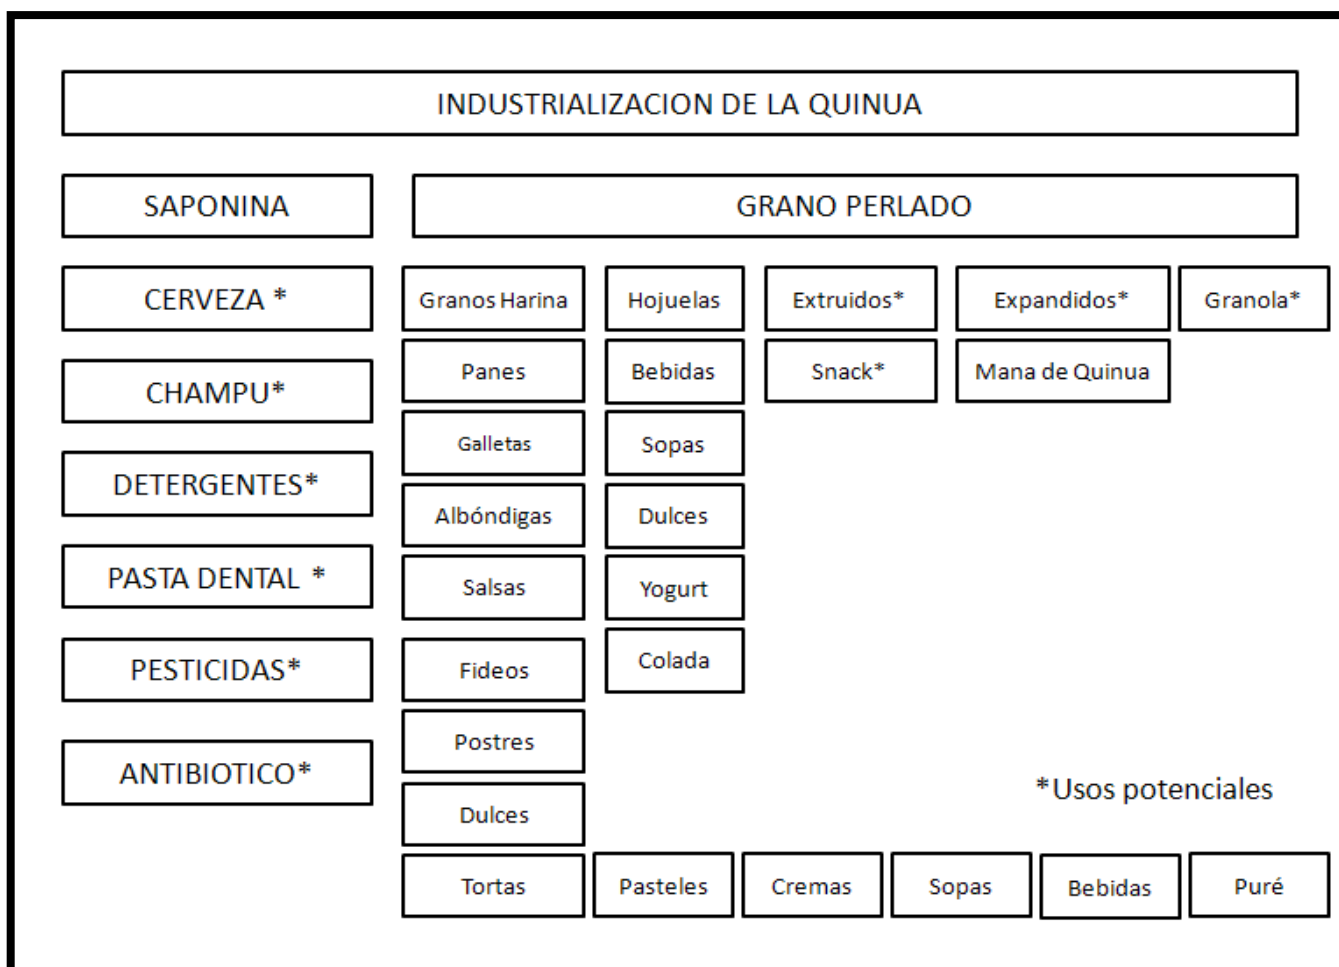 INDUSTRIALIZACION DE LA QUINUA
SAPONINA
GRANO PERLADO
CERVEZA *
Granos Harina
Hojuelas
Extruidos*
Expandidos*
Granola*
CHAMPU*
Panes
Bebidas
Snack*
Mana de Quinua
Galletas
Sopas
DETERGENTES*
Albóndigas
Dulces
PASTA DENTAL *
Salsas
Yogurt
PESTICIDAS*
Fideos
Colada
Postres
ANTIBIOTICO*
*Usos potenciales
Dulces
Tortas
Pasteles
Cremas
Sopas
Bebidas
Puré